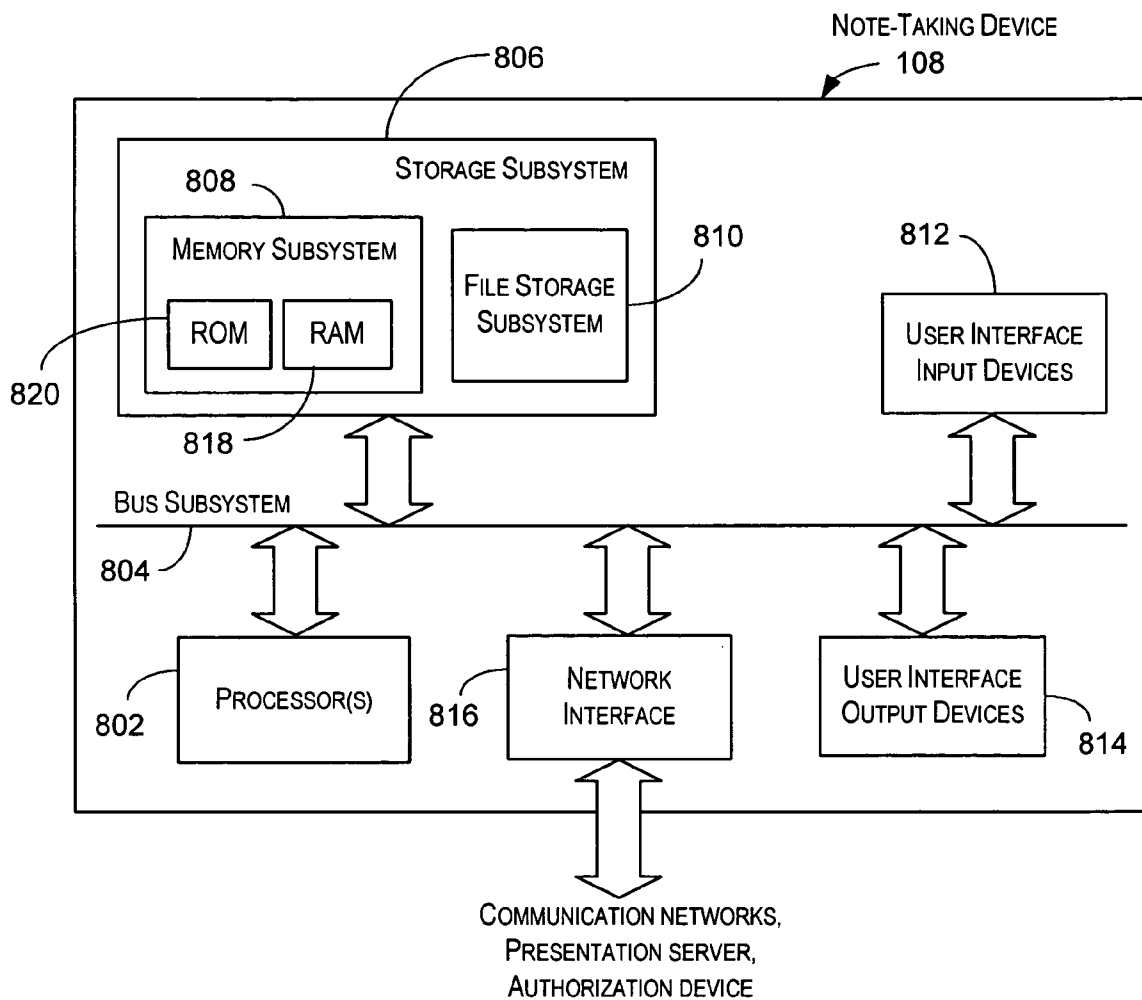 NOTE-TAKING DEVICE
108
806
STORAGE SUBSYSTEM
808
MEMORY SUBSYSTEM
ROM
RAM
820
818
FILE STORAGE
SUBSYSTEM
810
812
USER INTERFACE
INPUT DEVICES
BUS SUBSYSTEM
804
PROCESSOR(S)
802
NETWORK
INTERFACE
816
USER INTERFACE
OUTPUT DEVICES
814
COMMUNICATION NETWORKS,
PRESENTATION SERVER,
AUTHORIZATION DEVICE